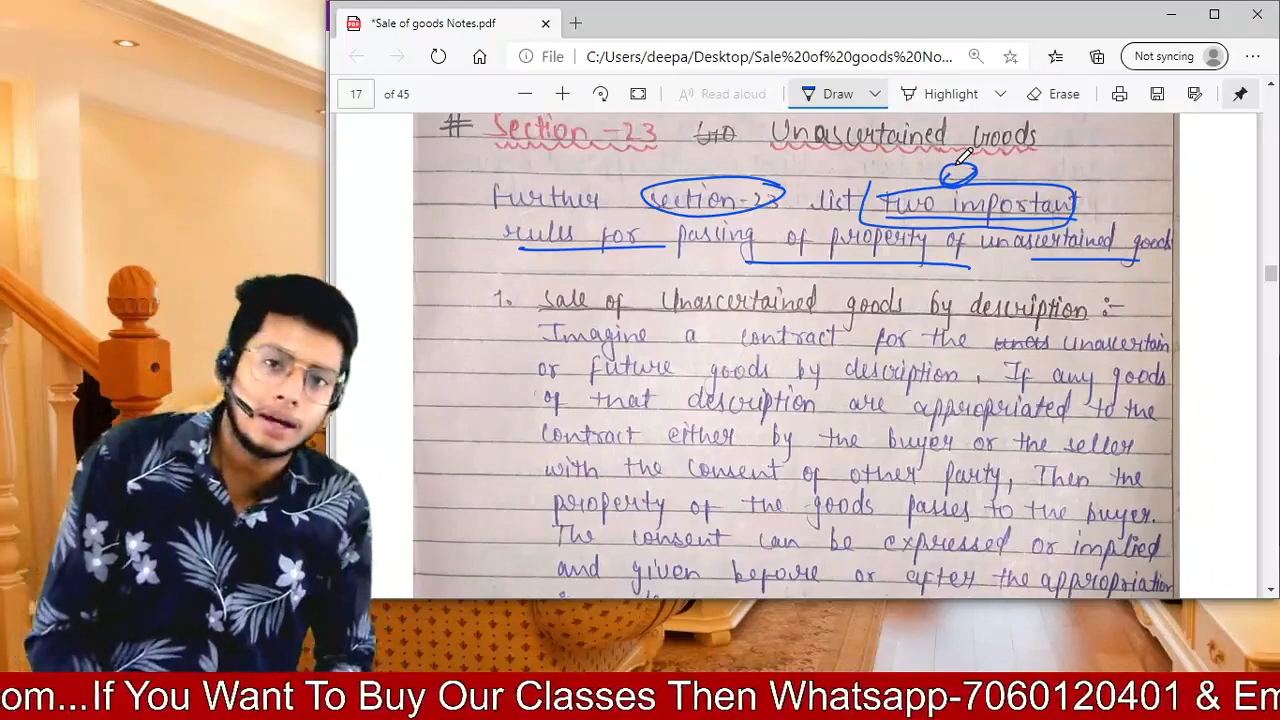 *Sale of goods Notes.pdf
File
C:/Users/deepa/Desktop/Sale%20of%20goods%20No...
Not syncing
17 of 45
Read aloud
Draw
Highlight
Erase
# Section-23 Unascertained Goods
Further section-23 list two important
rules for passing of property of unascertained goods
1. Sale of Unascertained goods by description :-
Imagine a contract for the unascertain
or future goods by description. If any goods
of that description are appropriated to the
contract either by the buyer or the seller
with the consent of other party, Then the
property of the goods passes to the buyer.
The consent can be expressed or implied
and given before or after the appropriation
om...If You Want To Buy Our Classes Then Whatsapp-7060120401 & Em